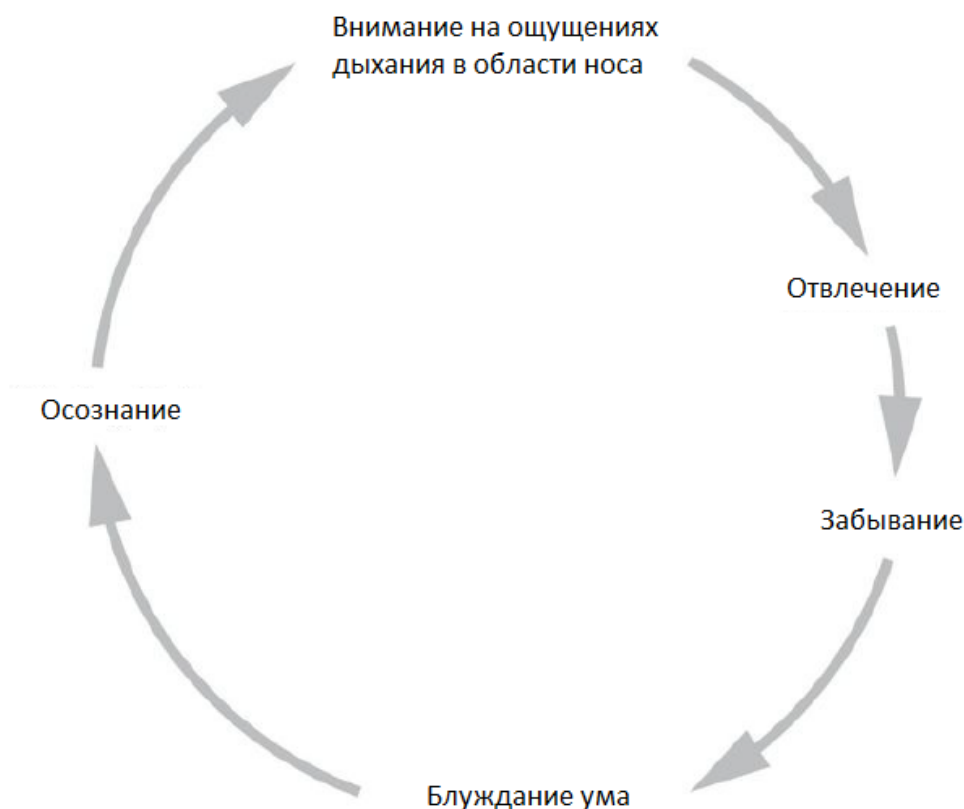 Внимание на ощущениях
дыхания в области носа
Отвлечение
Осознание
Забывание
Блуждание ума